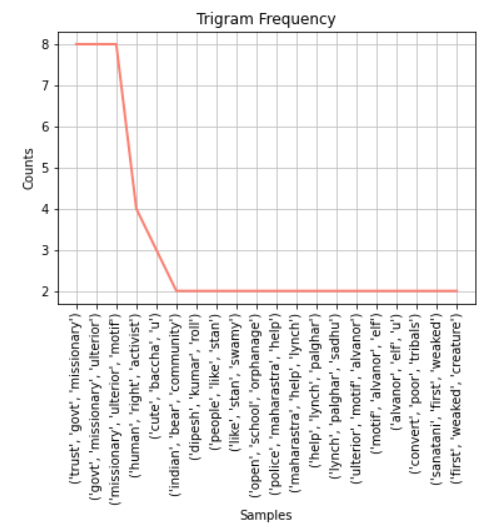 Trigram Frequency
8
7
6
5
4
3
2
Counts
('trust', 'govt', 'missionary')
('govt', 'missionary', 'ulterior')
('missionary', 'ulterior', 'motif')
('human', 'right', 'activist')
('cute', 'baccha', 'u')
('indian', 'bear', 'community')
('dipesh', 'kumar', 'roll')
('people', 'like', 'stan')
('like', 'stan', 'swamy')
('open', 'school', 'orphanage')
('police', 'maharastra', 'help')
('maharastra', 'help', 'lynch')
('help', 'lynch', 'palghar')
('lynch', 'palghar', 'sadhu')
('ulterior', 'motif', 'alvanor')
('motif', 'alvanor', 'elf')
('alvanor', 'elf', 'u')
('convert', 'poor', 'tribals')
('sanatani', 'first', 'weaked')
('first', 'weaked', 'creature')
Samples